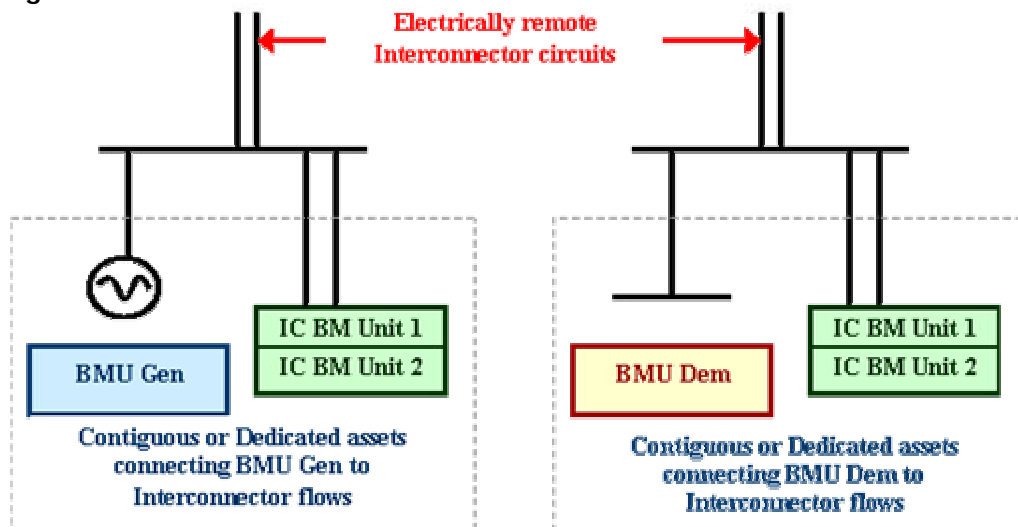 Electrically remote
Interconnector circuits
IC BM Unit 1
IC BM Unit 2
BMU Gen
Contiguous or Dedicated assets
connecting BMU Gen to
Interconnector flows
IC BM Unit 1
IC BM Unit 2
BMU Dem
Contiguous or Dedicated assets
connecting BMU Dem to
Interconnector flows